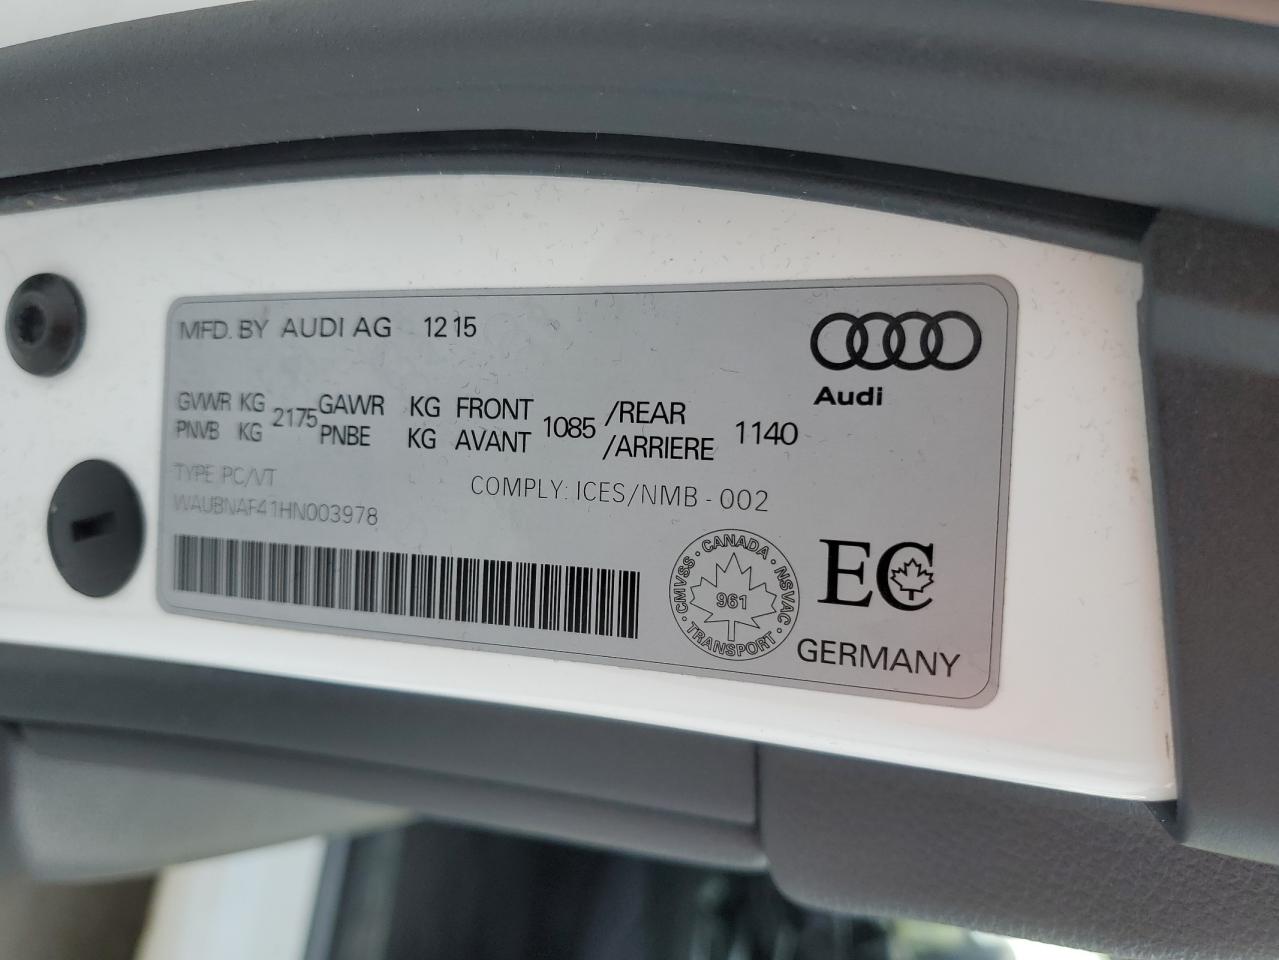 MFD. BY AUDI AG 12 15
Audi
GVWR KG 2175 GAWR KG FRONT 1085 /REAR 1140
PNVB KG PNBE KG AVANT /ARRIERE
TYPE PC/VT
COMPLY: ICES/NMB - 002
WAUBNAF41HN003978
· CANADA · NSVAC · TRANSPORT · CMVSS
961
EC
GERMANY